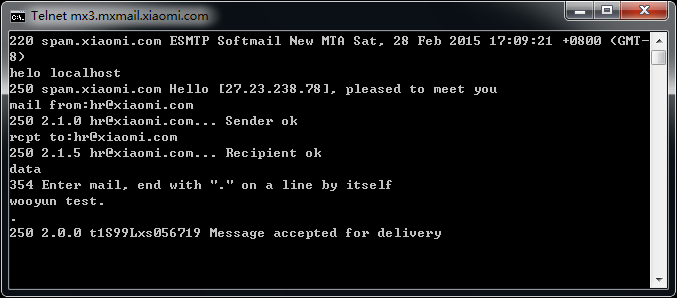 Telnet mx3.mxmail.xiaomi.com
220 spam.xiaomi.com ESMTP Softmail New MTA Sat, 28 Feb 2015 17:09:21 +0800 (GMT-
8)
helo localhost
250 spam.xiaomi.com Hello [27.23.238.78], pleased to meet you
mail from:hr@xiaomi.com
250 2.1.0 hr@xiaomi.com... Sender ok
rcpt to:hr@xiaomi.com
250 2.1.5 hr@xiaomi.com... Recipient ok
data
354 Enter mail, end with "." on a line by itself
wooyun test.
.
250 2.0.0 t1S99Lxs056719 Message accepted for delivery